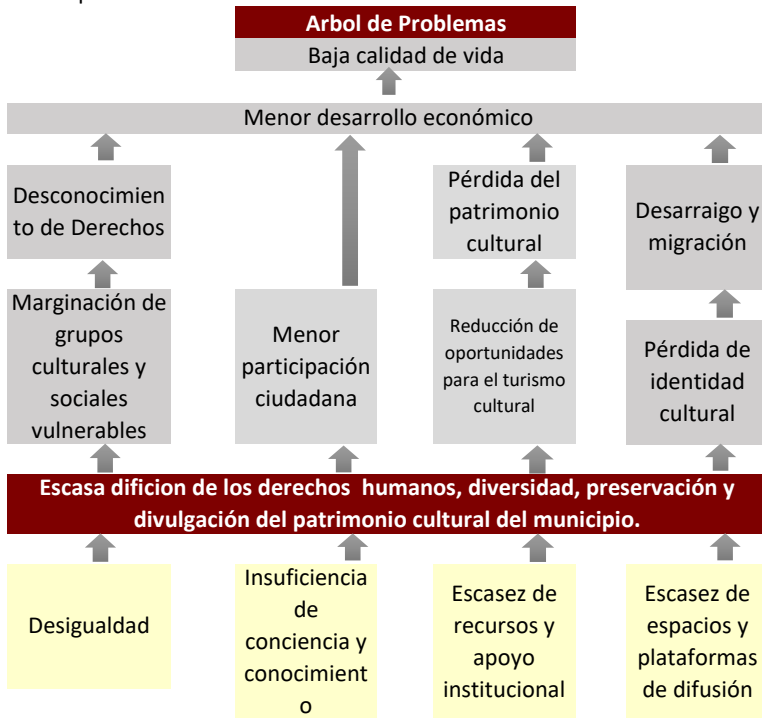 Arbol de Problemas
Baja calidad de vida
Menor desarrollo económico
Desconocimien
to de Derechos
Pérdida del
patrimonio
cultural
Desarraigo y
migración
Marginación de
grupos
culturales y
sociales
vulnerables
Menor
participación
ciudadana
Reducción de
oportunidades
para el turismo
cultural
Pérdida de
identidad
cultural
Escasa dificion de los derechos humanos, diversidad, preservación y
divulgación del patrimonio cultural del municipio.
Desigualdad
Insuficiencia
de
conciencia y
conocimient
o
Escasez de
recursos y
apoyo
institucional
Escasez de
espacios y
plataformas
de difusión